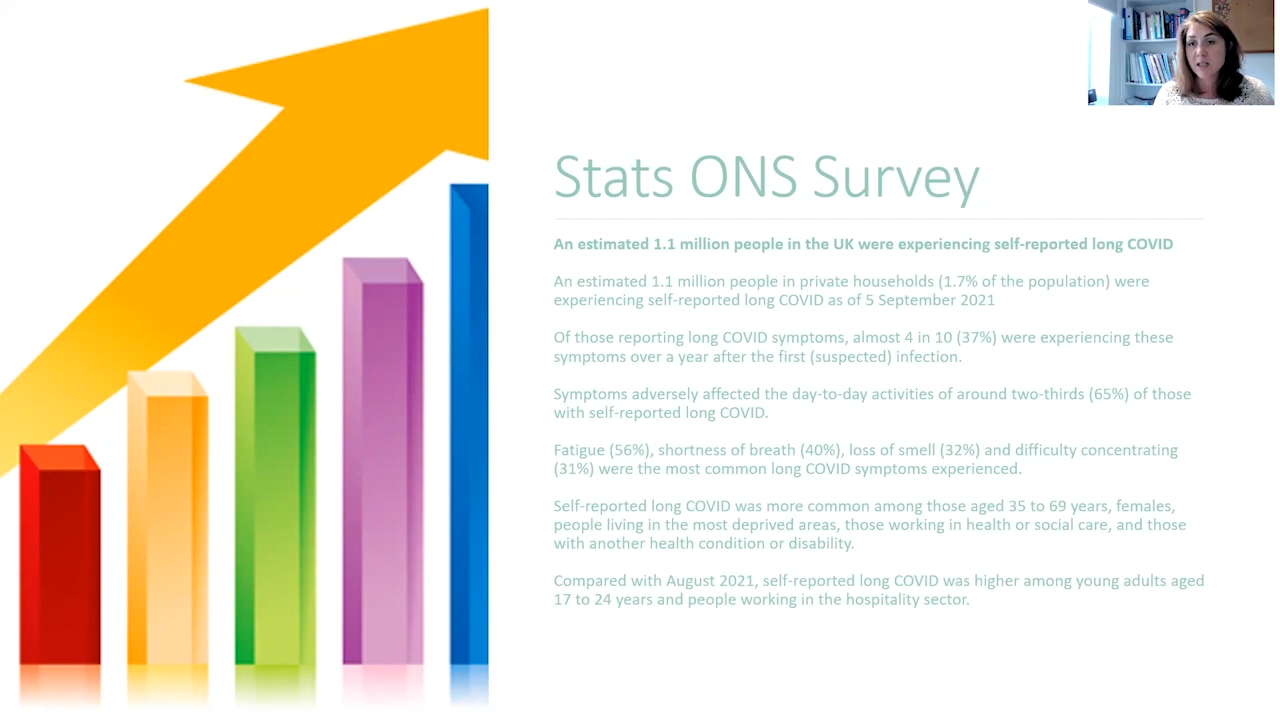 Stats ONS Survey
An estimated 1.1 million people in the UK were experiencing self-reported long COVID
An estimated 1.1 million people in private households (1.7% of the population) were
experiencing self-reported long COVID as of 5 September 2021
Of those reporting long COVID symptoms, almost 4 in 10 (37%) were experiencing these
symptoms over a year after the first (suspected) infection.
Symptoms adversely affected the day-to-day activities of around two-thirds (65%) of those
with self-reported long COVID.
Fatigue (56%), shortness of breath (40%), loss of smell (32%) and difficulty concentrating
(31%) were the most common long COVID symptoms experienced.
Self-reported long COVID was more common among those aged 35 to 69 years, females,
people living in the most deprived areas, those working in health or social care, and those
with another health condition or disability.
Compared with August 2021, self-reported long COVID was higher among young adults aged
17 to 24 years and people working in the hospitality sector.